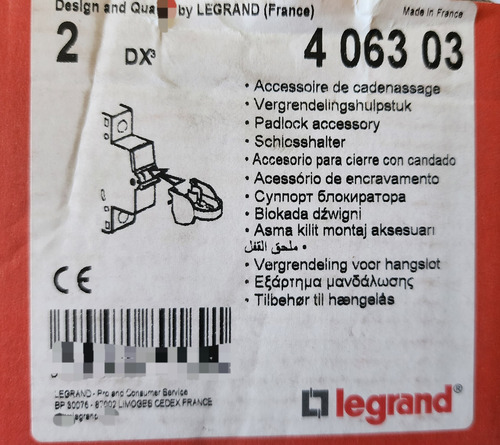 Design and by LEGRAND (France)
Made in France
2 DX³ 4 063 03
• Accessoire de cadenassage
• Vergrendelingshulpstuk
• Padlock accessory
• Schlosshalter
• Accesorio para cierre con candado
• Acessório de encravamento
• Суппорт блокиратора
• Blokada dźwigni
• Asma kilit montaj aksesuarı
• ملحق القفل
• Vergrendeling voor hangslot
• Εξάρτημα μανδάλωσης
• Tilbehør til hængelås
CE
LEGRAND - Pro and Consumer Service
BP 30076 - 87002 LIMOGES CEDEX FRANCE
legrand®